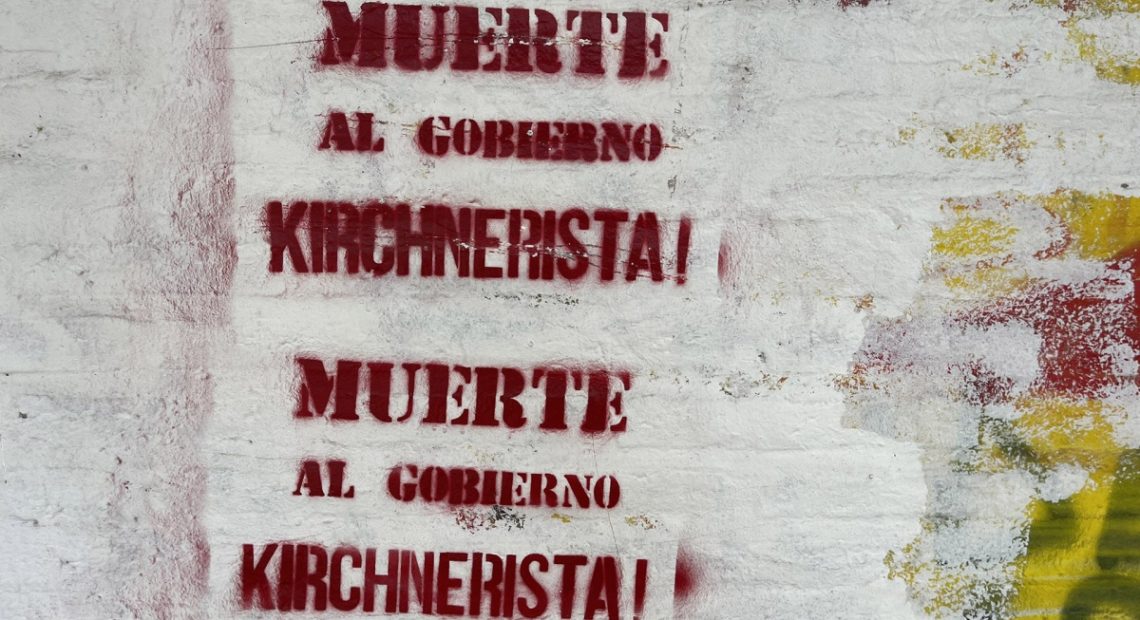 MUERTE
AL GOBIERNO
KIRCHNERISTA!
MUERTE
AL GOBIERNO
KIRCHNERISTA!